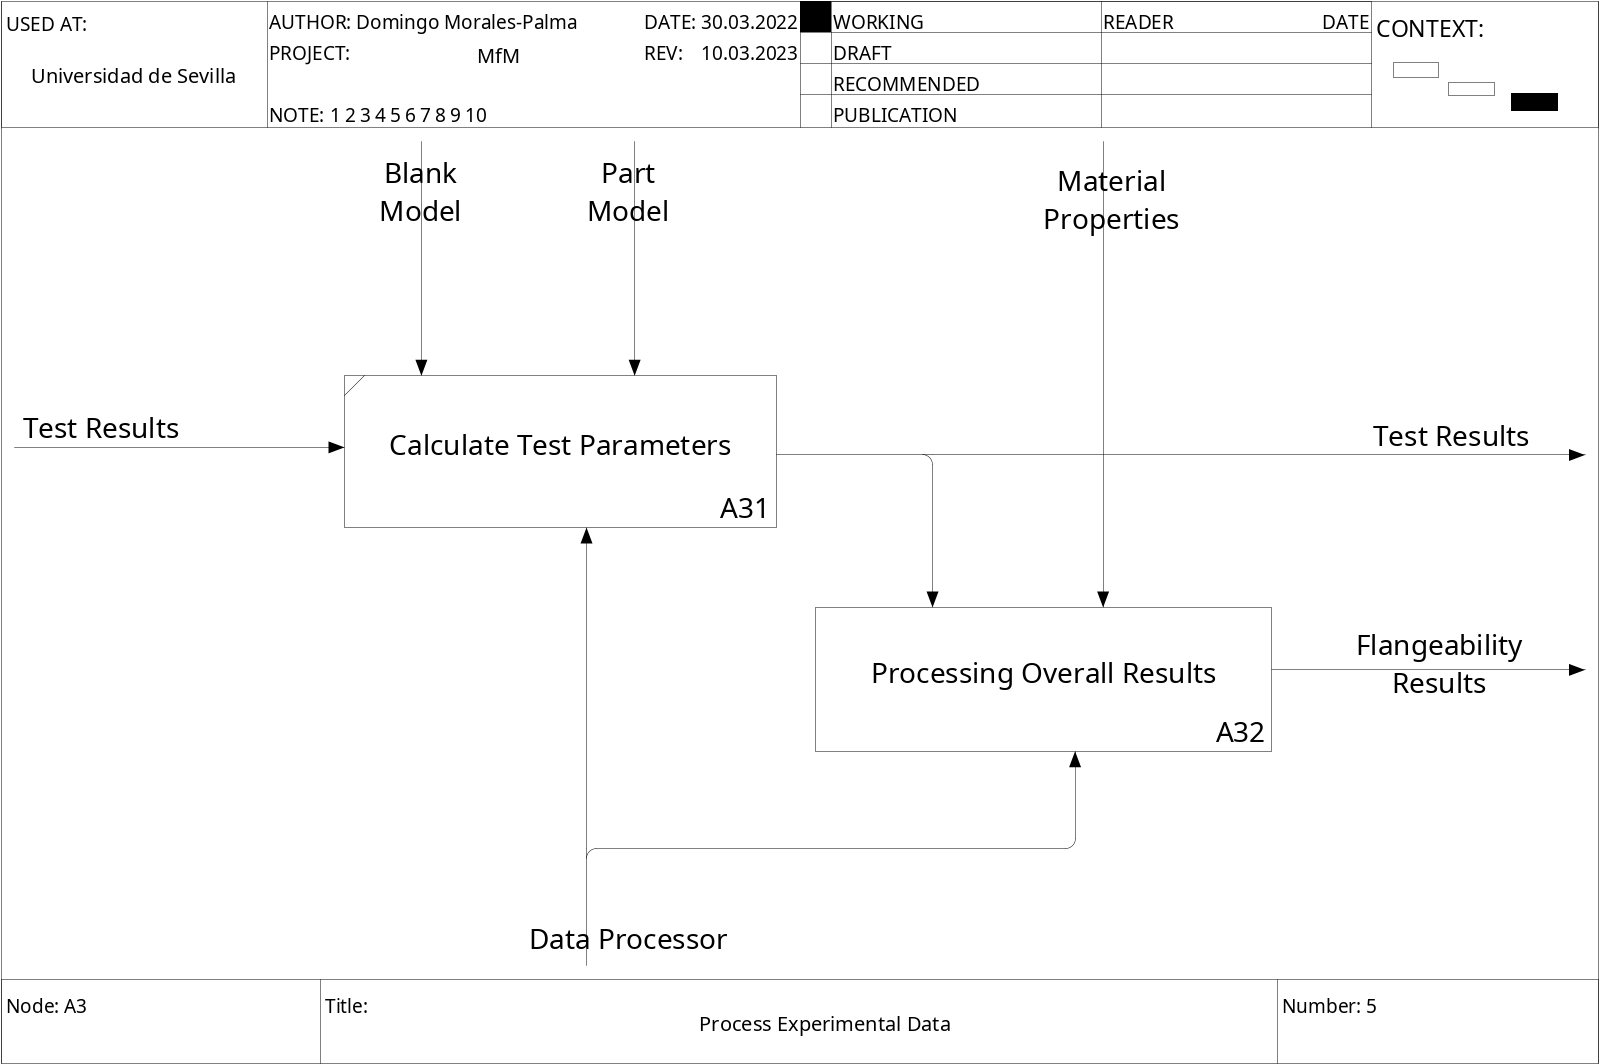 USED AT:
Universidad de Sevilla
AUTHOR: Domingo Morales-Palma
DATE: 30.03.2022
PROJECT:
MfM
REV: 10.03.2023
NOTE: 1 2 3 4 5 6 7 8 9 10
WORKING
DRAFT
RECOMMENDED
PUBLICATION
READER
DATE
CONTEXT:
Blank
Model
Part
Model
Material
Properties
Test Results
Calculate Test Parameters
A31
Test Results
Processing Overall Results
A32
Flangeability
Results
Data Processor
Node: A3
Title:
Process Experimental Data
Number: 5